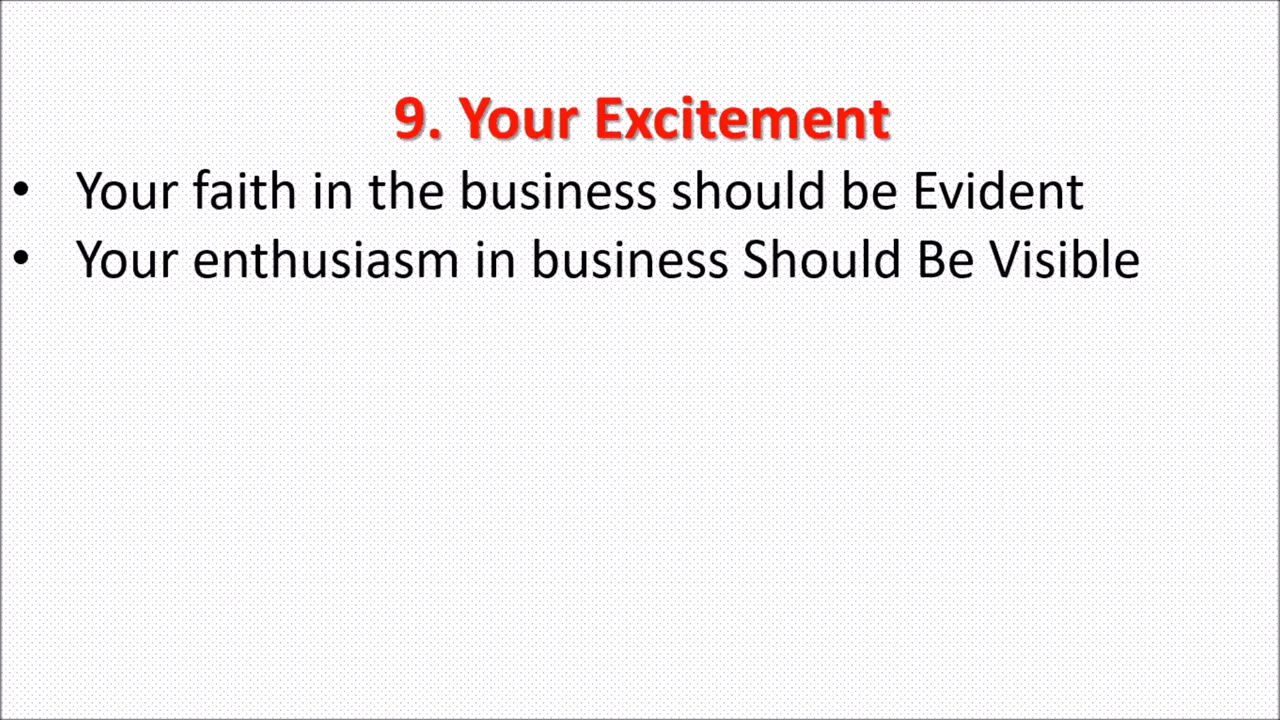 9. Your Excitement
• Your faith in the business should be Evident
• Your enthusiasm in business Should Be Visible